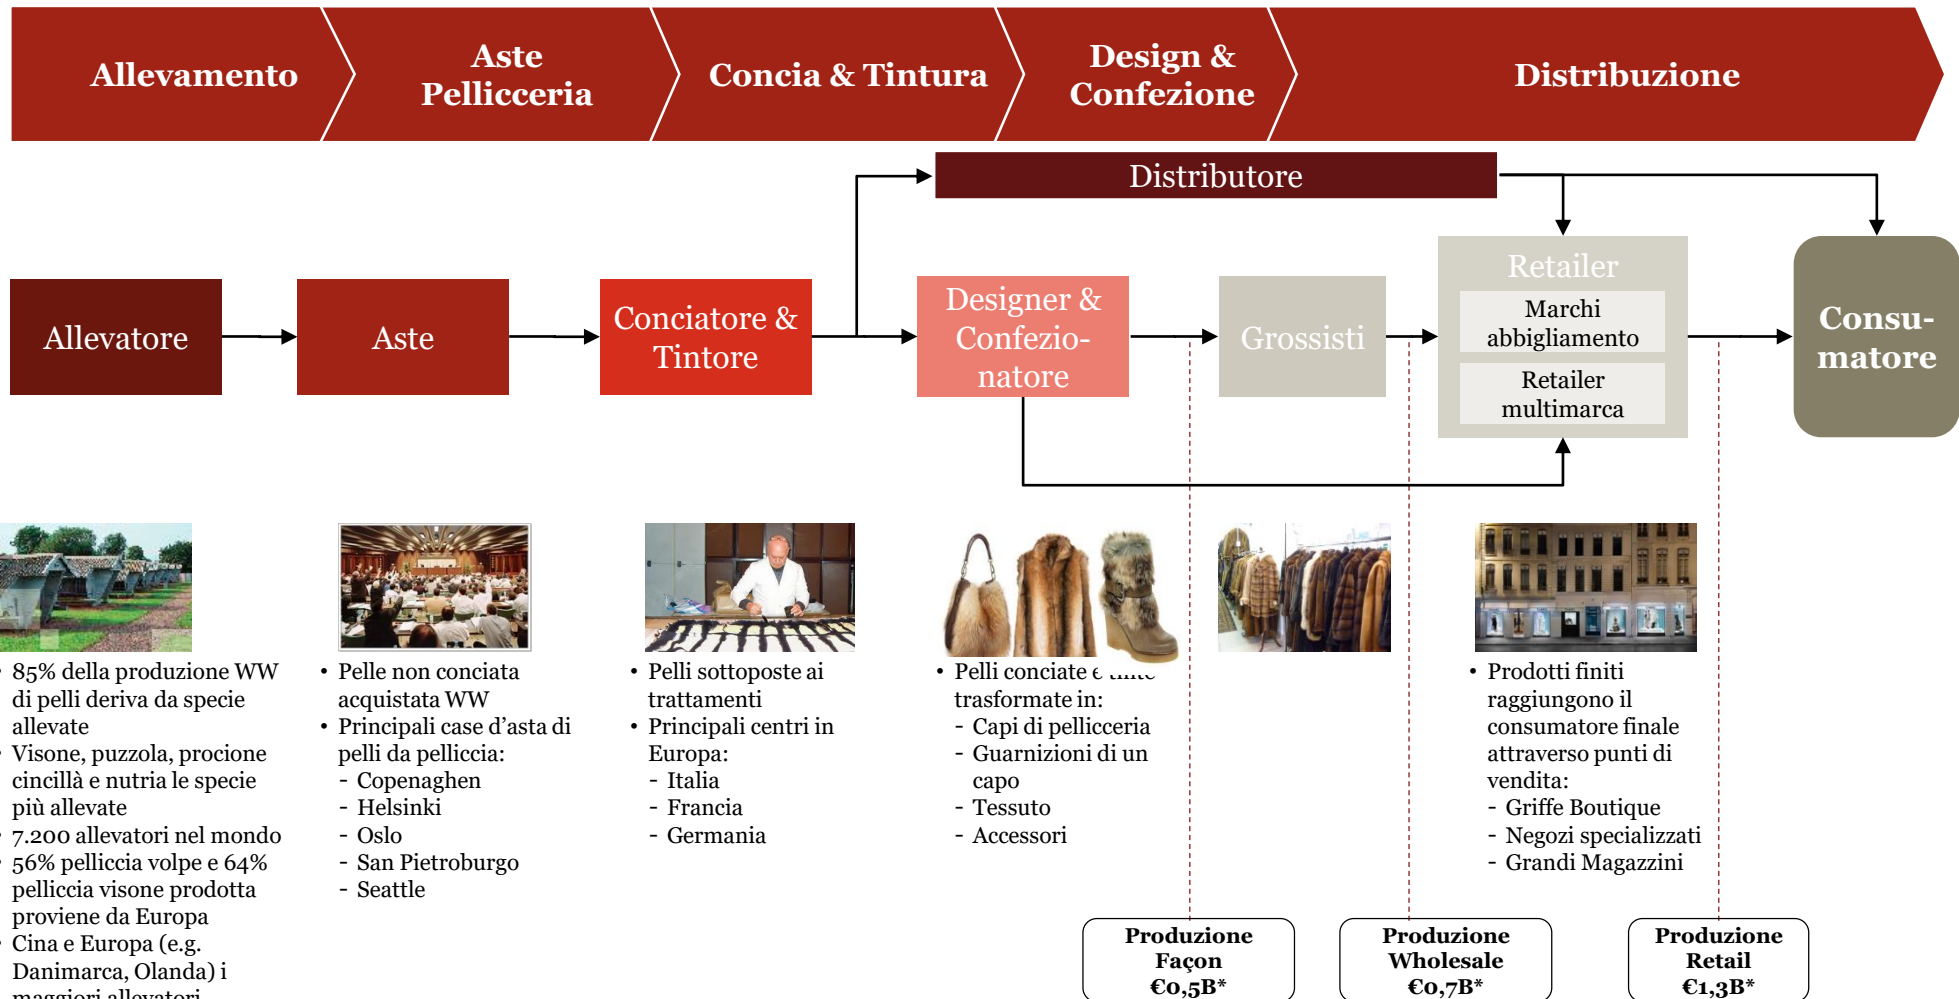 Allevamento
Aste
Pellicceria
Concia & Tintura
Design &
Confezione
Distribuzione
Distributore
Allevatore
Aste
Conciatore &
Tintore
Designer &
Confezio-
natore
Grossisti
Retailer
Marchi
abbigliamento
Retailer
multimarca
Consu-
matore
• 85% della produzione WW
di pelli deriva da specie
allevate
• Visone, puzzola, procione
cincillà e nutria le specie
più allevate
• 7.200 allevatori nel mondo
• 56% pelliccia volpe e 64%
pelliccia visone prodotta
proviene da Europa
• Cina e Europa (e.g.
Danimarca, Olanda) i
maggiori allevatori
• Pelle non conciata
acquistata WW
• Principali case d'asta di
pelli da pelliccia:
- Copenaghen
- Helsinki
- Oslo
- San Pietroburgo
- Seattle
• Pelli sottoposte ai
trattamenti
• Principali centri in
Europa:
- Italia
- Francia
- Germania
• Pelli conciate e tinte
trasformate in:
- Capi di pellicceria
- Guarnizioni di un
capo
- Tessuto
- Accessori
• Prodotti finiti
raggiungono il
consumatore finale
attraverso punti di
vendita:
- Griffe Boutique
- Negozi specializzati
- Grandi Magazzini
Produzione
Façon
€0,5B*
Produzione
Wholesale
€0,7B*
Produzione
Retail
€1,3B*